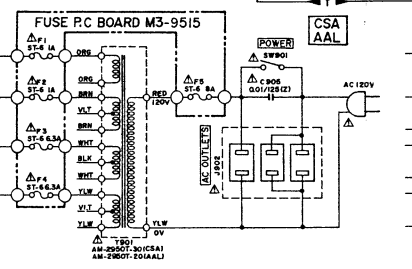 FUSE P.C BOARD M3-9515
CSA
AAL
⚠F1
ST-6 1A
ORG
ORG
⚠F2
ST-6 1A
BRN
VLT
BRN
⚠F3
ST-6 6.3A
WHT
BLK
WHT
⚠F4
ST-6 6.3A
YLW
VLT
YLW
RED
120V
⚠F5
ST-6 8A
POWER
⚠ SW901
⚠ C905
0.01/125(Z)
AC 120V
⚠
AC OUTLETS
J902
YLW
0V
⚠ T901
AM-2950T-30(CSA)
AM-2950T-20(AAL)